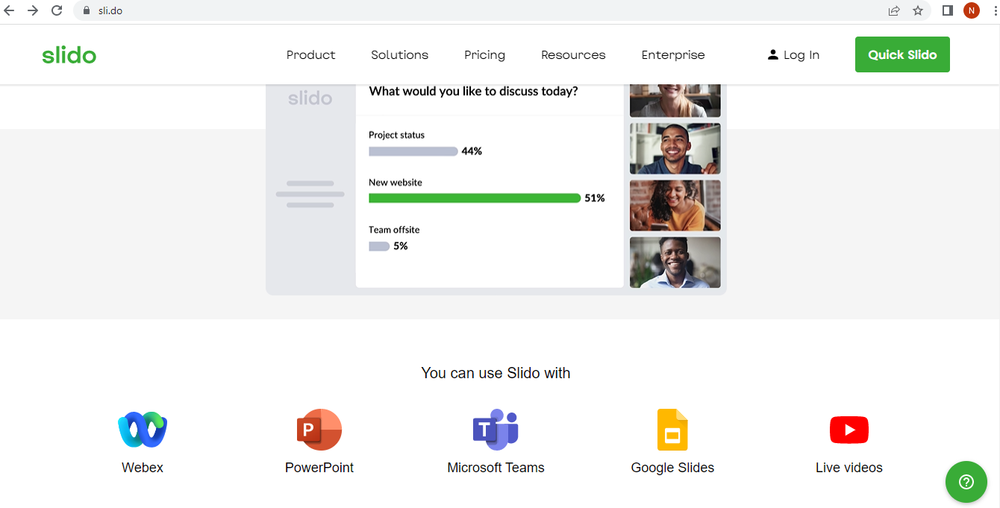 sli.do
N
slido
Product
Solutions
Pricing
Resources
Enterprise
Log In
Quick Slido
slido
What would you like to discuss today?
Project status
44%
New website
51%
Team offsite
5%
You can use Slido with
P
T
Webex
PowerPoint
Microsoft Teams
Google Slides
Live videos
?